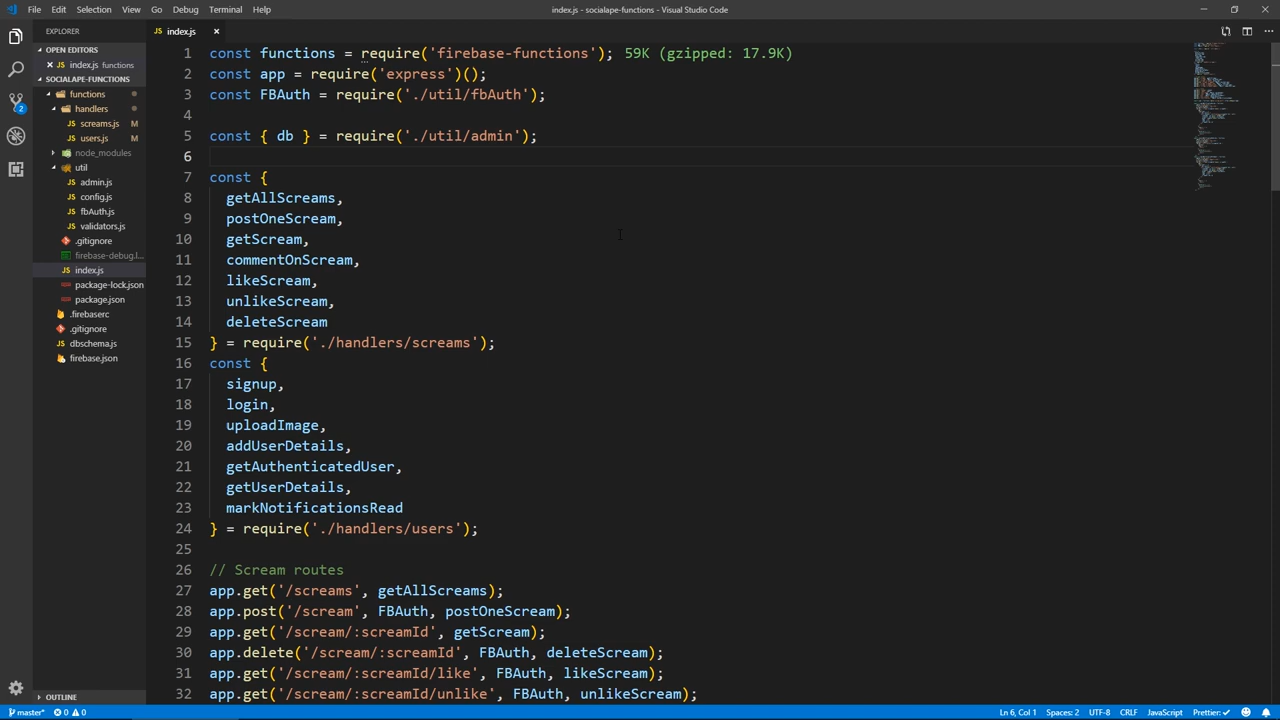 File Edit Selection View Go Debug Terminal Help
index.js - socialape-functions - Visual Studio Code
EXPLORER
OPEN EDITORS
index.js functions
SOCIALAPE-FUNCTIONS
functions
handlers
screams.js M
users.js M
node_modules
util
admin.js
config.js
fbAuth.js
validators.js
.gitignore
firebase-debug.l...
index.js
package-lock.json
package.json
.firebaserc
.gitignore
dbschema.js
firebase.json
OUTLINE
2
index.js
1 const functions = require('firebase-functions'); 59K (gzipped: 17.9K)
2 const app = require('express')();
3 const FBAuth = require('./util/fbAuth');
4
5 const { db } = require('./util/admin');
6
7 const {
8 getAllScreams,
9 postOneScream,
10 getScream,
11 commentOnScream,
12 likeScream,
13 unlikeScream,
14 deleteScream
15 } = require('./handlers/screams');
16 const {
17 signup,
18 login,
19 uploadImage,
20 addUserDetails,
21 getAuthenticatedUser,
22 getUserDetails,
23 markNotificationsRead
24 } = require('./handlers/users');
25
26 // Scream routes
27 app.get('/screams', getAllScreams);
28 app.post('/scream', FBAuth, postOneScream);
29 app.get('/scream/:screamId', getScream);
30 app.delete('/scream/:screamId', FBAuth, deleteScream);
31 app.get('/scream/:screamId/like', FBAuth, likeScream);
32 app.get('/scream/:screamId/unlike', FBAuth, unlikeScream);
master* 0 0
Ln 6, Col 1 Spaces: 2 UTF-8 CRLF JavaScript Prettier: ✓